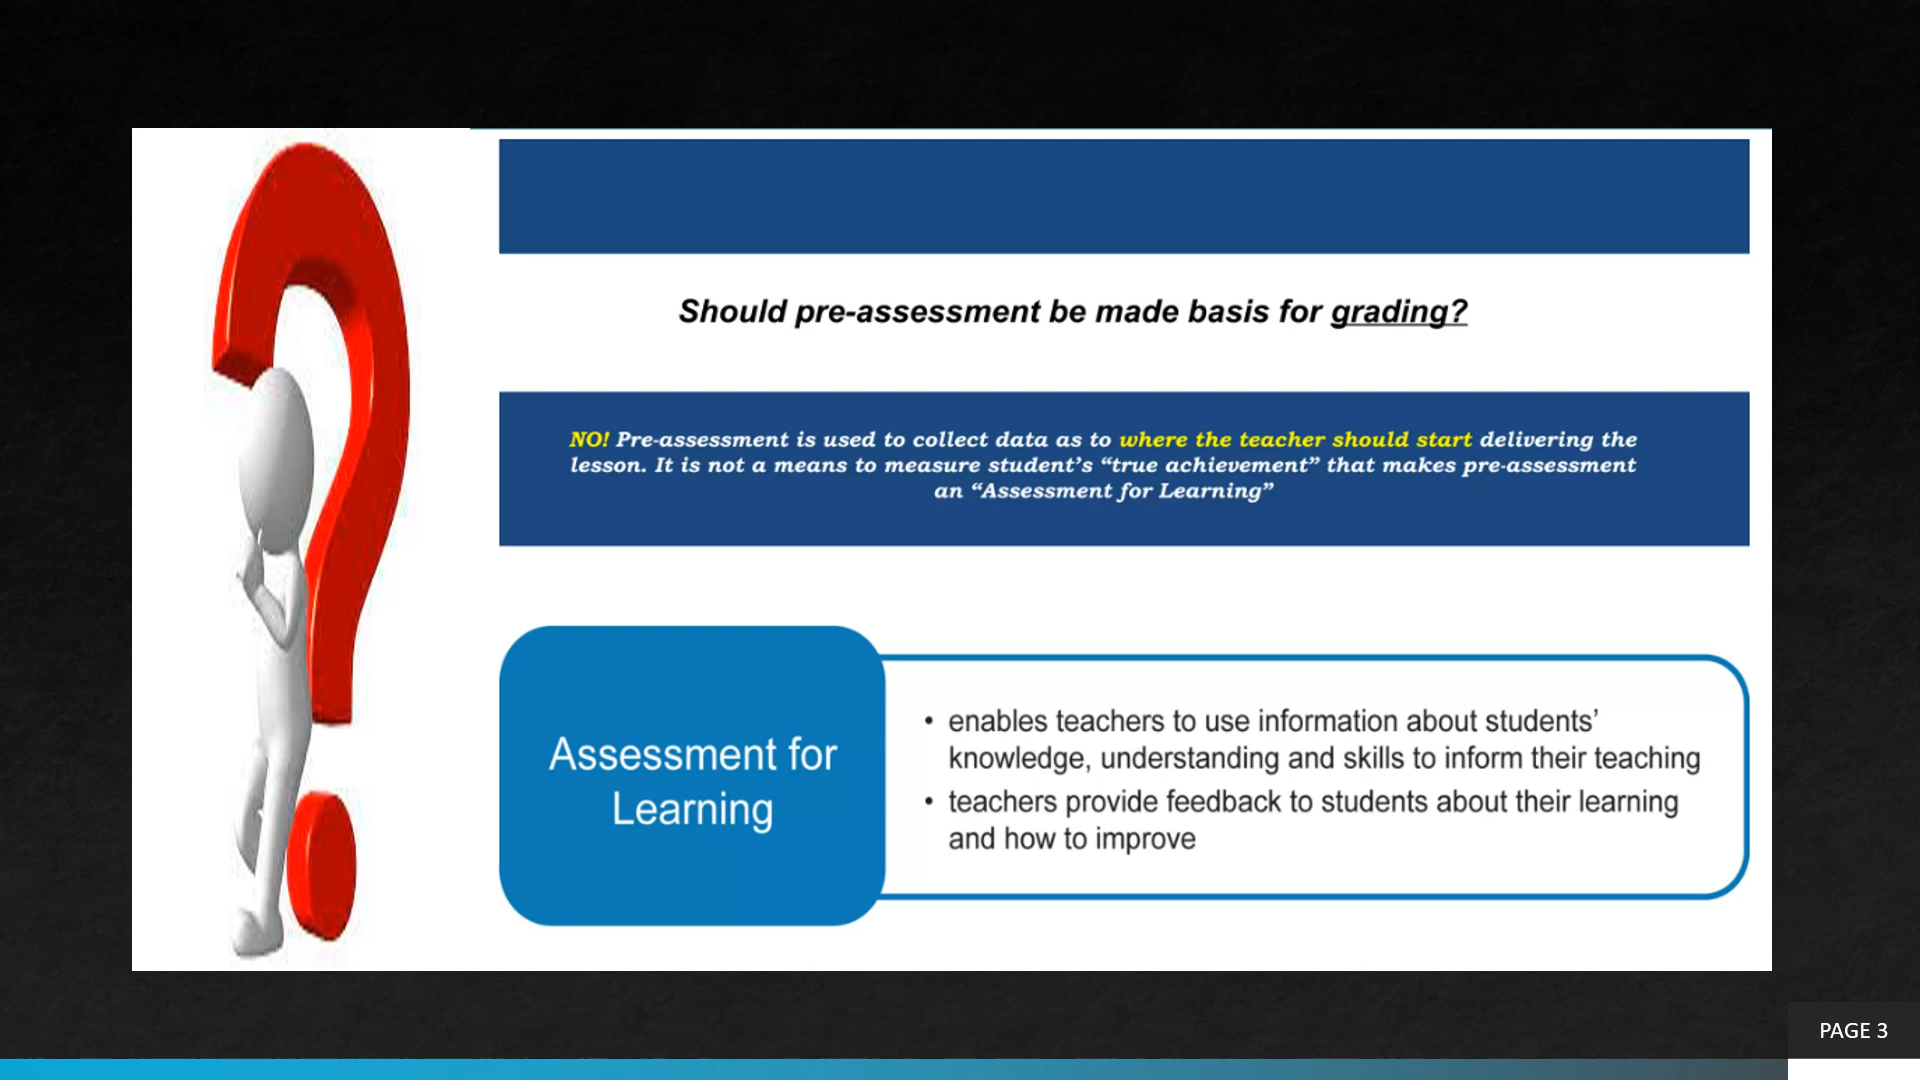 Should pre-assessment be made basis for grading?
NO! Pre-assessment is used to collect data as to where the teacher should start delivering the
lesson. It is not a means to measure student’s “true achievement” that makes pre-assessment
an “Assessment for Learning”
Assessment for
Learning
• enables teachers to use information about students’
knowledge, understanding and skills to inform their teaching
• teachers provide feedback to students about their learning
and how to improve
PAGE 3